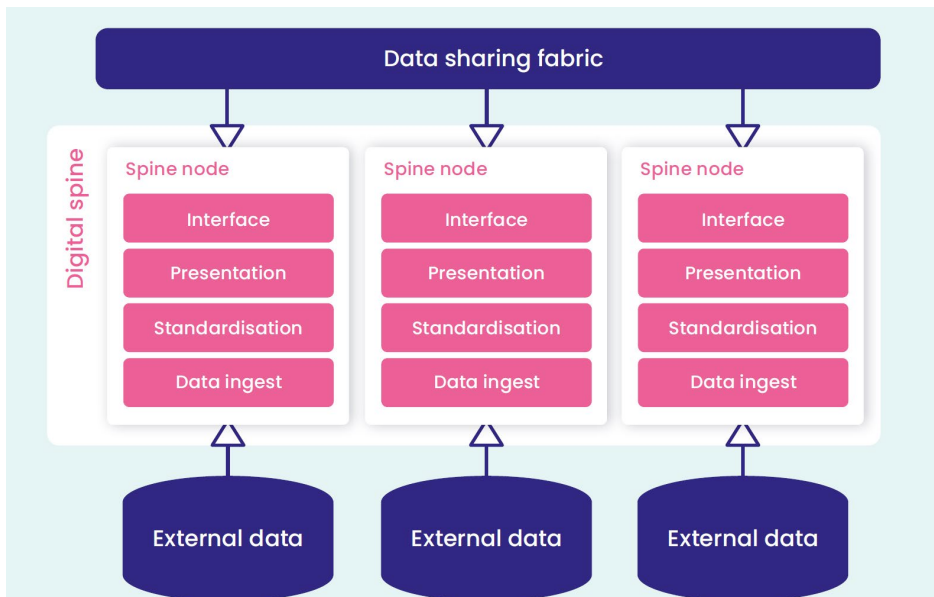 Data sharing fabric
Digital spine
Spine node
Interface
Presentation
Standardisation
Data ingest
Spine node
Interface
Presentation
Standardisation
Data ingest
Spine node
Interface
Presentation
Standardisation
Data ingest
External data
External data
External data